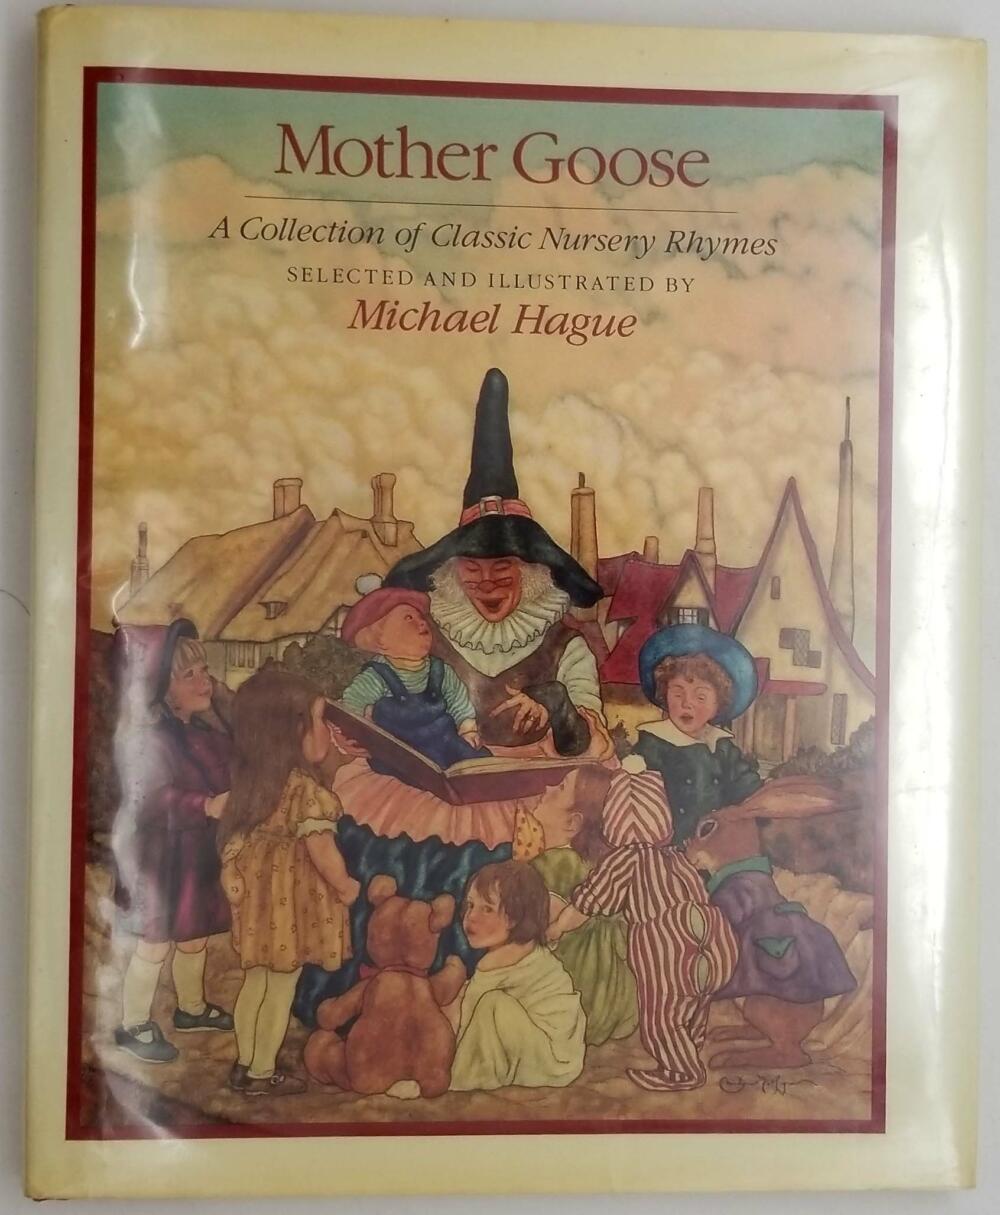 Mother Goose
A Collection of Classic Nursery Rhymes
SELECTED AND ILLUSTRATED BY
Michael Hague